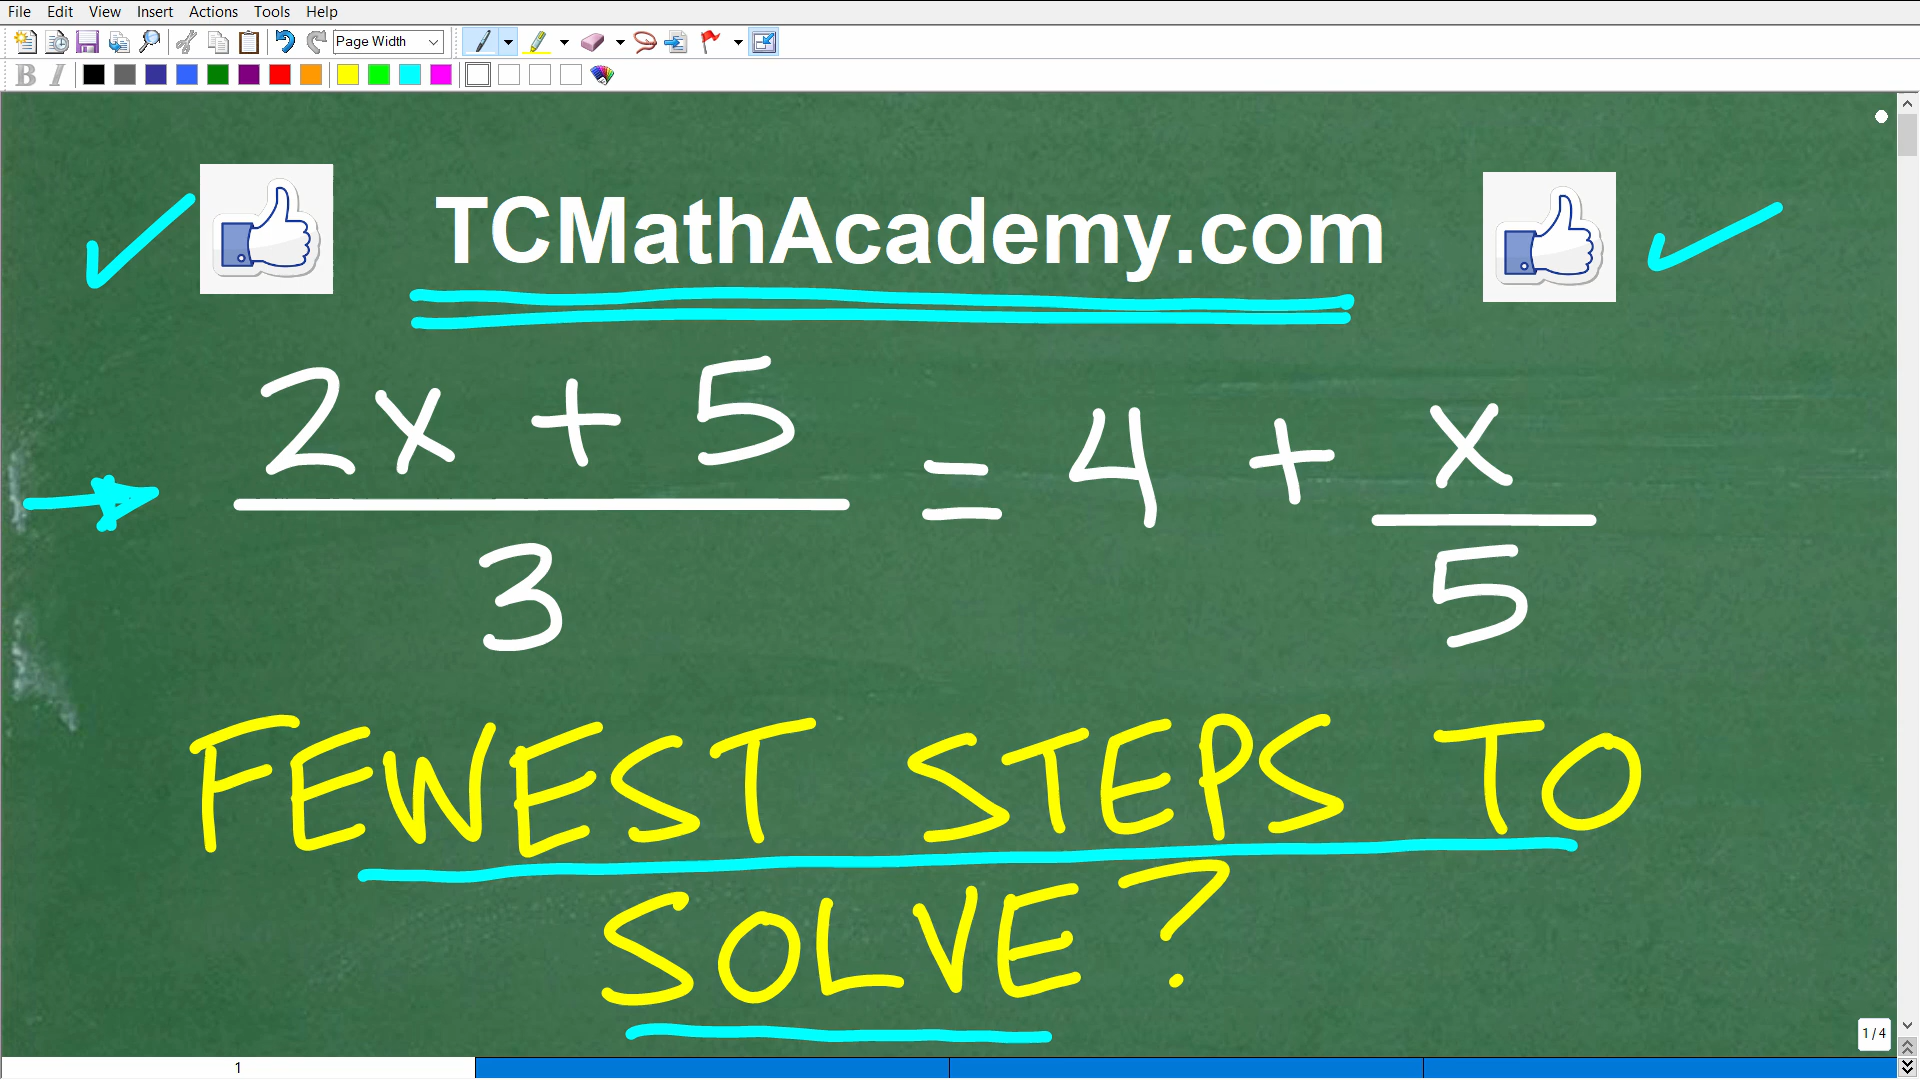 File Edit View Insert Actions Tools Help
Page Width
B I
TCMathAcademy.com
2x + 5
= 4 + x
3
5
FEWEST STEPS TO
SOLVE?
1 / 4
1